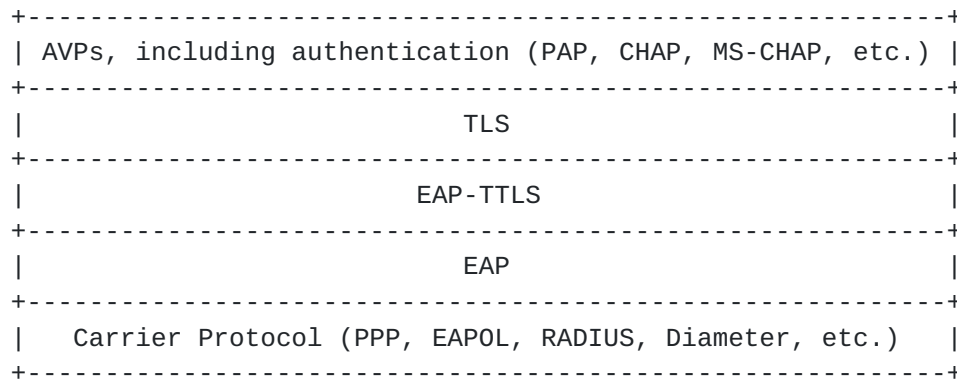 +-----------------------------------------------------------+
| AVPs, including authentication (PAP, CHAP, MS-CHAP, etc.) |
+-----------------------------------------------------------+
|                            TLS                            |
+-----------------------------------------------------------+
|                         EAP-TTLS                          |
+-----------------------------------------------------------+
|                            EAP                            |
+-----------------------------------------------------------+
|   Carrier Protocol (PPP, EAPOL, RADIUS, Diameter, etc.)   |
+-----------------------------------------------------------+